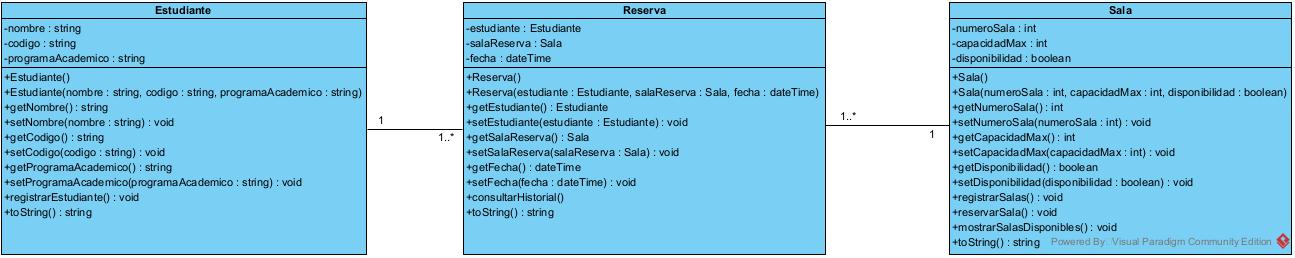 Estudiante
-nombre : string
-codigo : string
-programaAcademico : string
+Estudiante()
+Estudiante(nombre : string, codigo : string, programaAcademico : string)
+getNombre() : string
+setNombre(nombre : string) : void
+getCodigo() : string
+setCodigo(codigo : string) : void
+getProgramaAcademico() : string
+setProgramaAcademico(programaAcademico : string) : void
+registrarEstudiante() : void
+toString() : string
1
1..*
Reserva
-estudiante : Estudiante
-salaReserva : Sala
-fecha : dateTime
+Reserva()
+Reserva(estudiante : Estudiante, salaReserva : Sala, fecha : dateTime)
+getEstudiante() : Estudiante
+setEstudiante(estudiante : Estudiante) : void
+getSalaReserva() : Sala
+setSalaReserva(salaReserva : Sala) : void
+getFecha() : dateTime
+setFecha(fecha : dateTime) : void
+consultarHistorial()
+toString() : string
1..*
1
Sala
-numeroSala : int
-capacidadMax : int
-disponibilidad : boolean
+Sala()
+Sala(numeroSala : int, capacidadMax : int, disponibilidad : boolean)
+getNumeroSala() : int
+setNumeroSala(numeroSala : int) : void
+getCapacidadMax() : int
+setCapacidadMax(capacidadMax : int) : void
+getDisponibilidad() : boolean
+setDisponibilidad(disponibilidad : boolean) : void
+registrarSalas() : void
+reservarSala() : void
+mostrarSalasDisponibles() : void
+toString() : string
Powered By: Visual Paradigm Community Edition